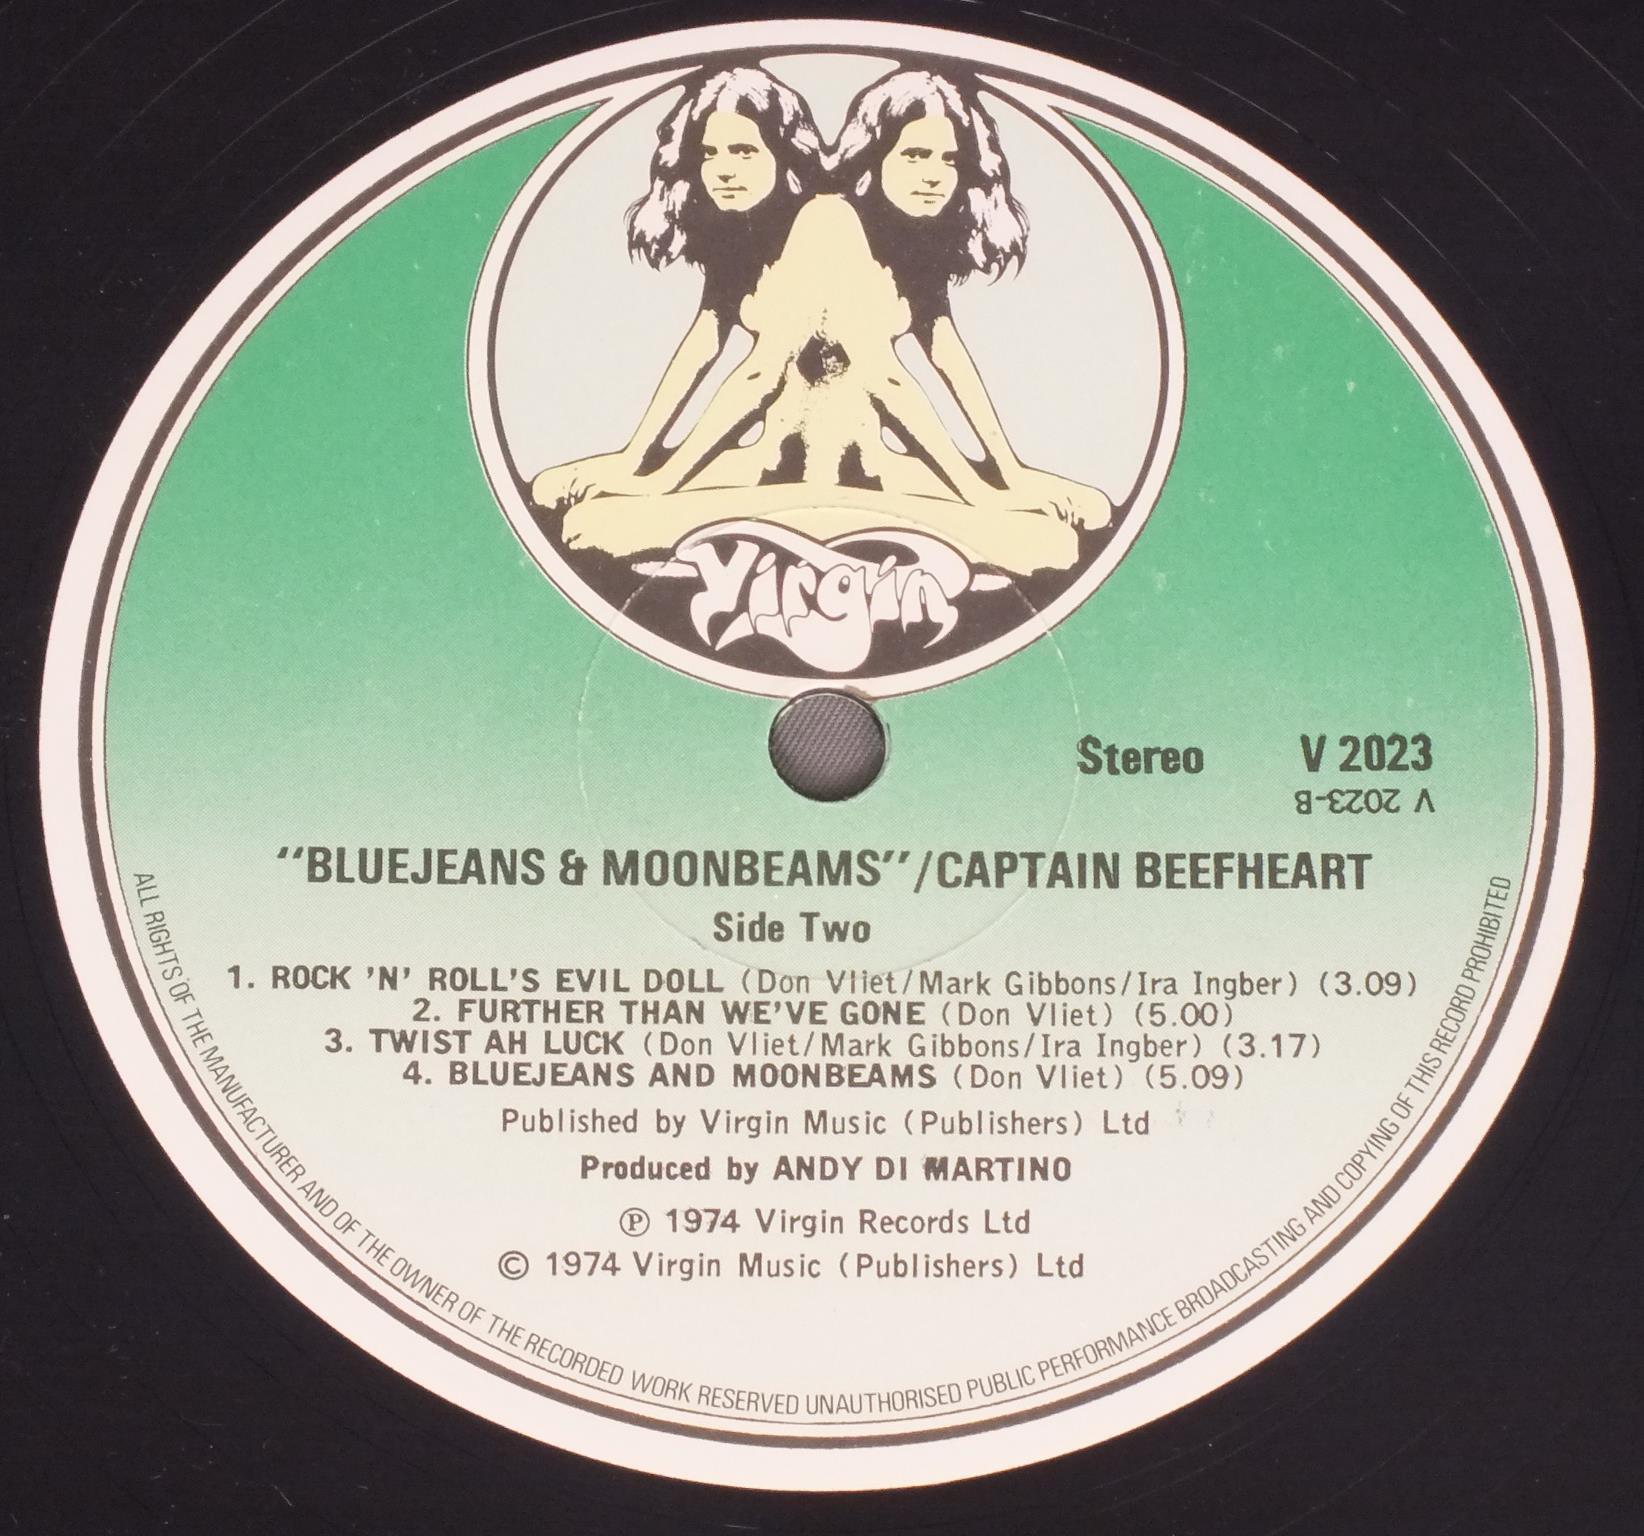 Virgin
Stereo V 2023
V 2023-B
“BLUEJEANS & MOONBEAMS”/CAPTAIN BEEFHEART
Side Two
1. ROCK ’N’ ROLL’S EVIL DOLL (Don Vliet/Mark Gibbons/Ira Ingber) (3.09)
2. FURTHER THAN WE’VE GONE (Don Vliet) (5.00)
3. TWIST AH LUCK (Don Vliet/Mark Gibbons/Ira Ingber) (3.17)
4. BLUEJEANS AND MOONBEAMS (Don Vliet) (5.09)
Published by Virgin Music (Publishers) Ltd
Produced by ANDY DI MARTINO
℗ 1974 Virgin Records Ltd
© 1974 Virgin Music (Publishers) Ltd
ALL RIGHTS OF THE MANUFACTURER AND OF THE OWNER OF THE RECORDED WORK RESERVED UNAUTHORISED PUBLIC PERFORMANCE BROADCASTING AND COPYING OF THIS RECORD PROHIBITED